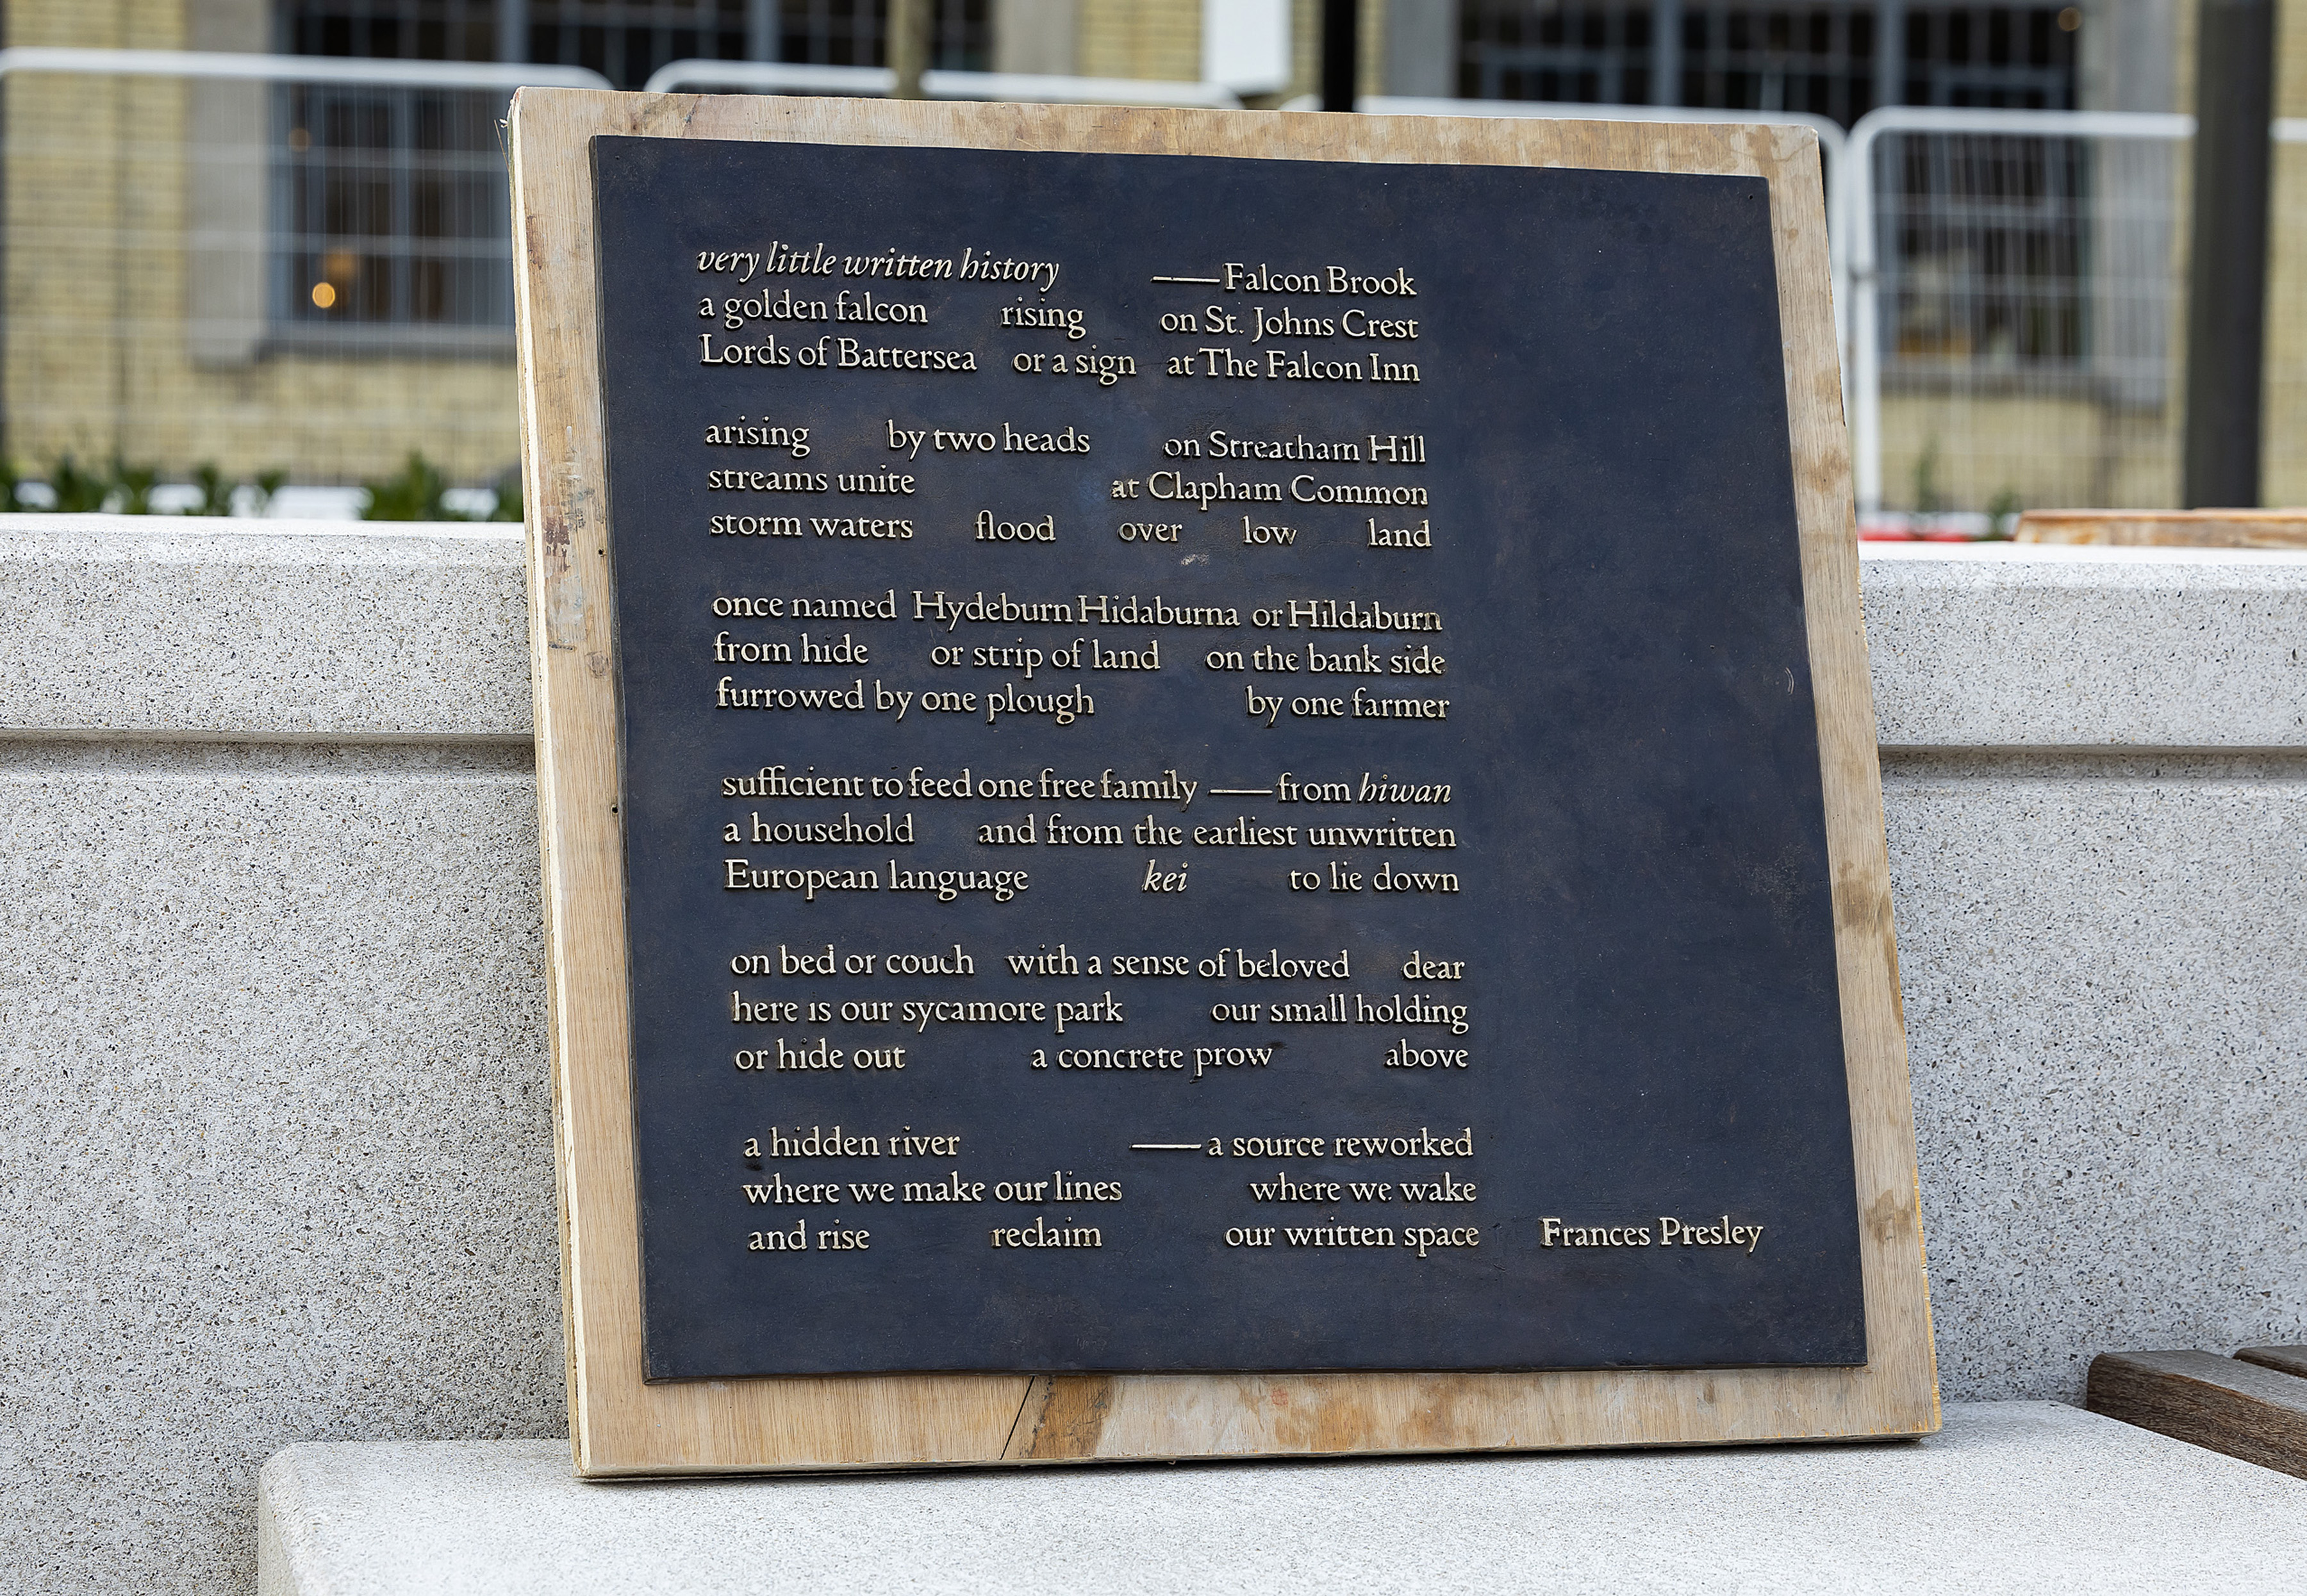 very little written history ——Falcon Brook
a golden falcon rising on St. Johns Crest
Lords of Battersea or a sign at The Falcon Inn
arising by two heads on Streatham Hill
streams unite at Clapham Common
storm waters flood over low land
once named Hydeburn Hidaburna or Hildaburn
from hide or strip of land on the bank side
furrowed by one plough by one farmer
sufficient to feed one free family ——from hiwan
a household and from the earliest unwritten
European language kei to lie down
on bed or couch with a sense of beloved dear
here is our sycamore park our small holding
or hide out a concrete prow above
a hidden river ——a source reworked
where we make our lines where we wake
and rise reclaim our written space Frances Presley